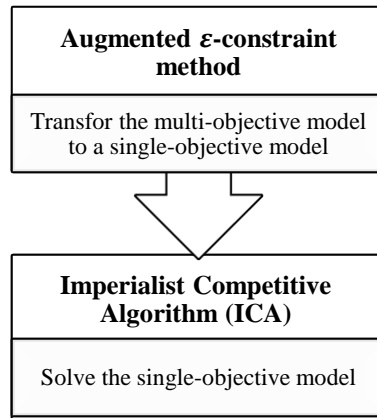 Augmented ε-constraint
method
Transfor the multi-objective model
to a single-objective model
Imperialist Competitive
Algorithm (ICA)
Solve the single-objective model